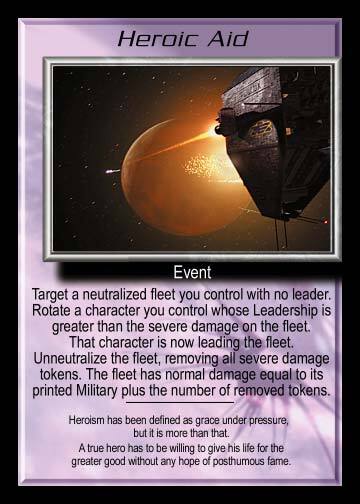 Heroic Aid
Event
Target a neutralized fleet you control with no leader.
Rotate a character you control whose Leadership is
greater than the severe damage on the fleet.
That character is now leading the fleet.
Unneutralize the fleet, removing all severe damage
tokens. The fleet has normal damage equal to its
printed Military plus the number of removed tokens.
Heroism has been defined as grace under pressure,
but it is more than that.
A true hero has to be willing to give his life for the
greater good without any hope of posthumous fame.